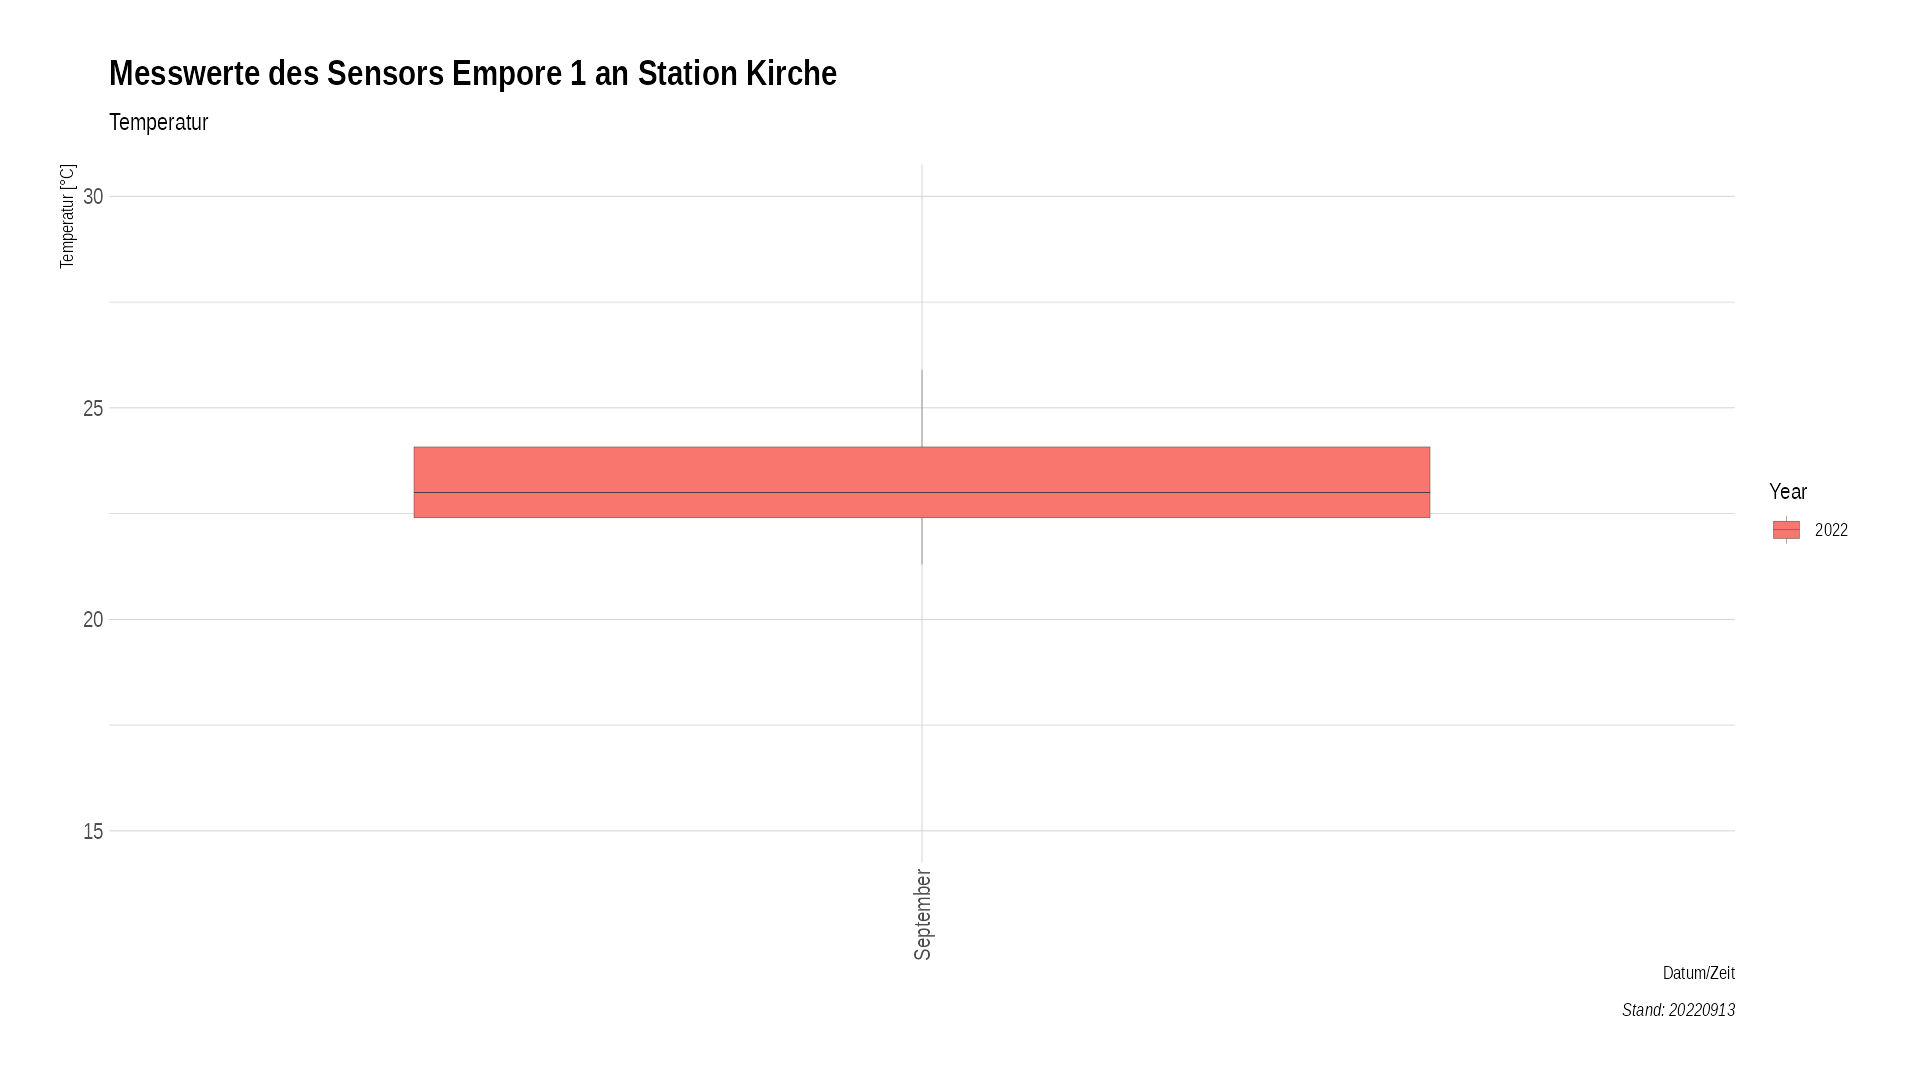 Messwerte des Sensors Empore 1 an Station Kirche
Temperatur
Temperatur [°C]
30
25
20
15
September
Datum/Zeit
Year
2022
Stand: 20220913